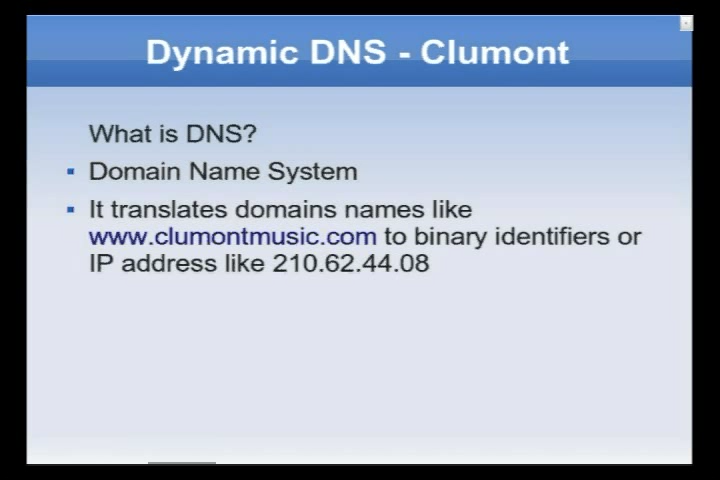 Dynamic DNS - Clumont
What is DNS?
Domain Name System
It translates domains names like
www.clumontmusic.com to binary identifiers or
IP address like 210.62.44.08